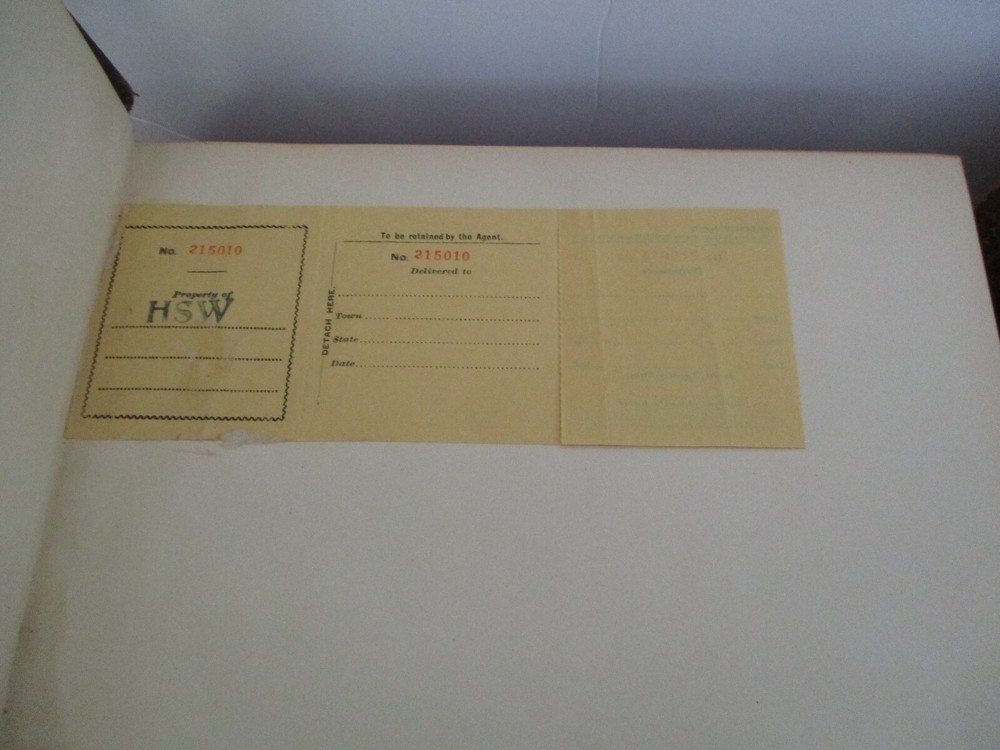 No. 215010
Property of
HSW
To be retained by the Agent.
No. 215010
Delivered to
DETACH HERE.
Town
State
Date